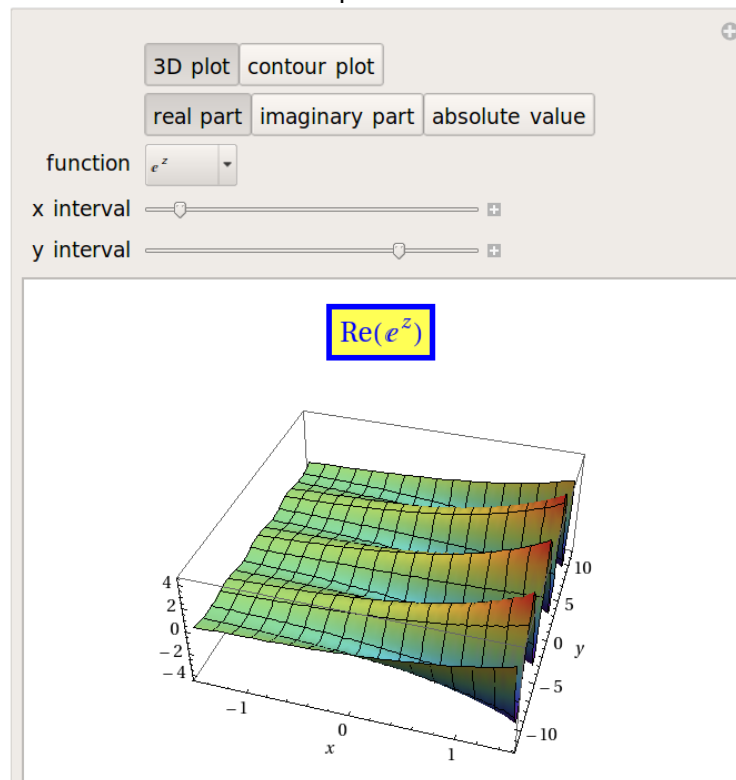 3D plot contour plot
real part imaginary part absolute value
function e^z
x interval
y interval
Re(e^z)
4
2
0
−2
−4
−1
0
1
x
10
5
0
−5
−10
y